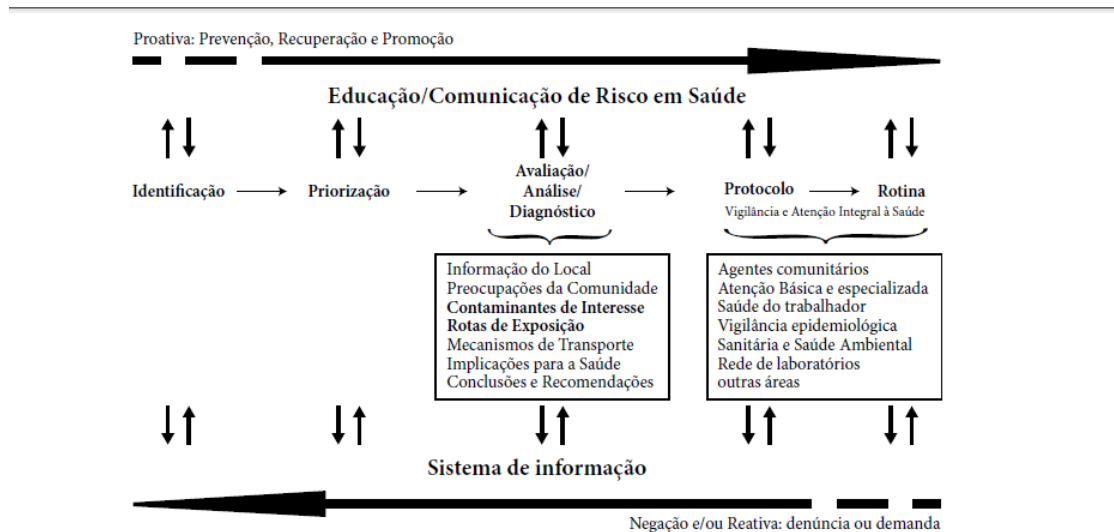 Proativa: Prevenção, Recuperação e Promoção
Educação/Comunicação de Risco em Saúde
Identificação
Priorização
Avaliação/
Análise/
Diagnóstico
Protocolo
Rotina
Vigilância e Atenção Integral à Saúde
Informação do Local
Preocupações da Comunidade
Contaminantes de Interesse
Rotas de Exposição
Mecanismos de Transporte
Implicações para a Saúde
Conclusões e Recomendações
Agentes comunitários
Atenção Básica e especializada
Saúde do trabalhador
Vigilância epidemiológica
Sanitária e Saúde Ambiental
Rede de laboratórios
outras áreas
Sistema de informação
Negação e/ou Reativa: denúncia ou demanda